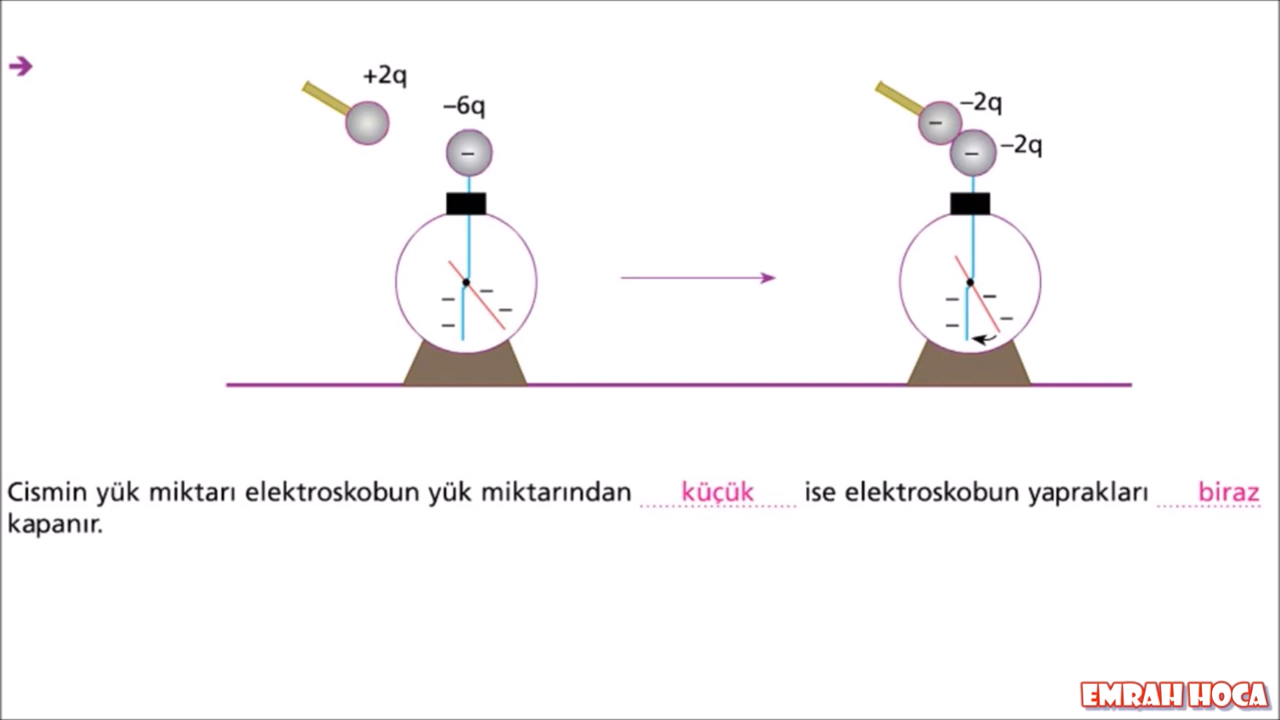 +2q
–6q
–
– –
– –
–2q
–
–2q
–
– –
– –
Cismin yük miktarı elektroskobun yük miktarından küçük ise elektroskobun yaprakları biraz
kapanır.
EMRAH HOCA